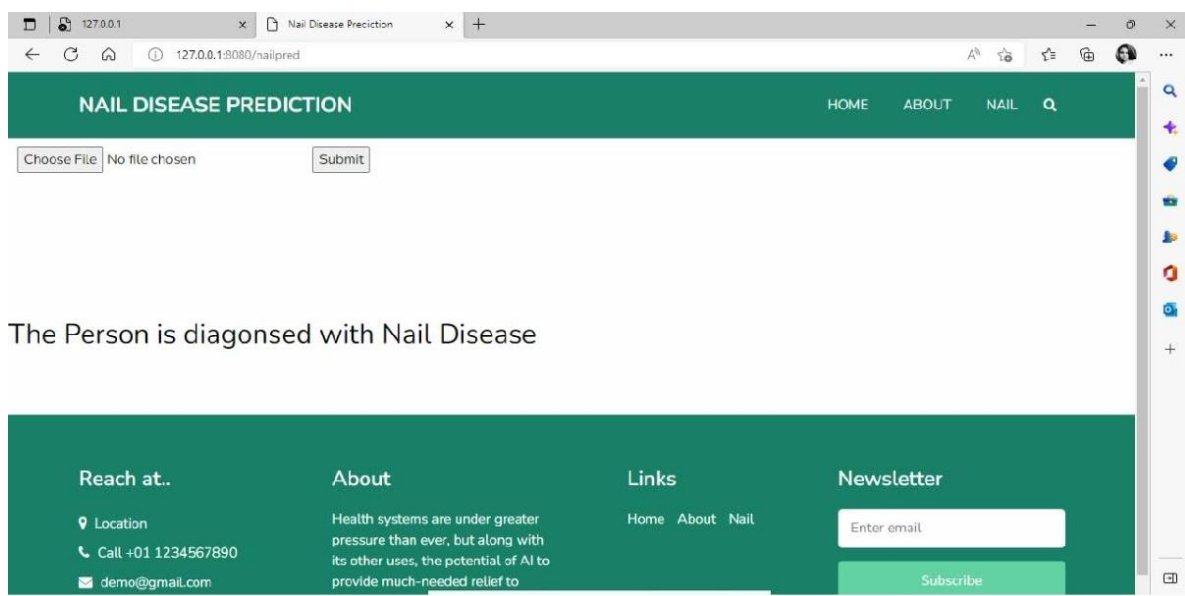 127.0.0.1
Nail Disease Preciction
127.0.0.1:8080/nailpred
NAIL DISEASE PREDICTION
HOME ABOUT NAIL
Choose File No file chosen Submit
The Person is diagonsed with Nail Disease
Reach at..
Location
Call +01 1234567890
demo@gmail.com
About
Health systems are under greater
pressure than ever, but along with
its other uses, the potential of AI to
provide much-needed relief to
Links
Home About Nail
Newsletter
Enter email
Subscribe